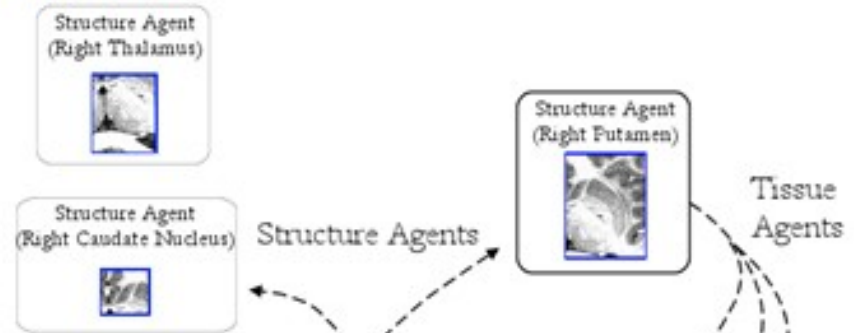 Structure Agent
(Right Thalamus)
Structure Agent
(Right Putamen)
Structure Agent
(Right Caudate Nucleus)
Structure Agents
Tissue
Agents